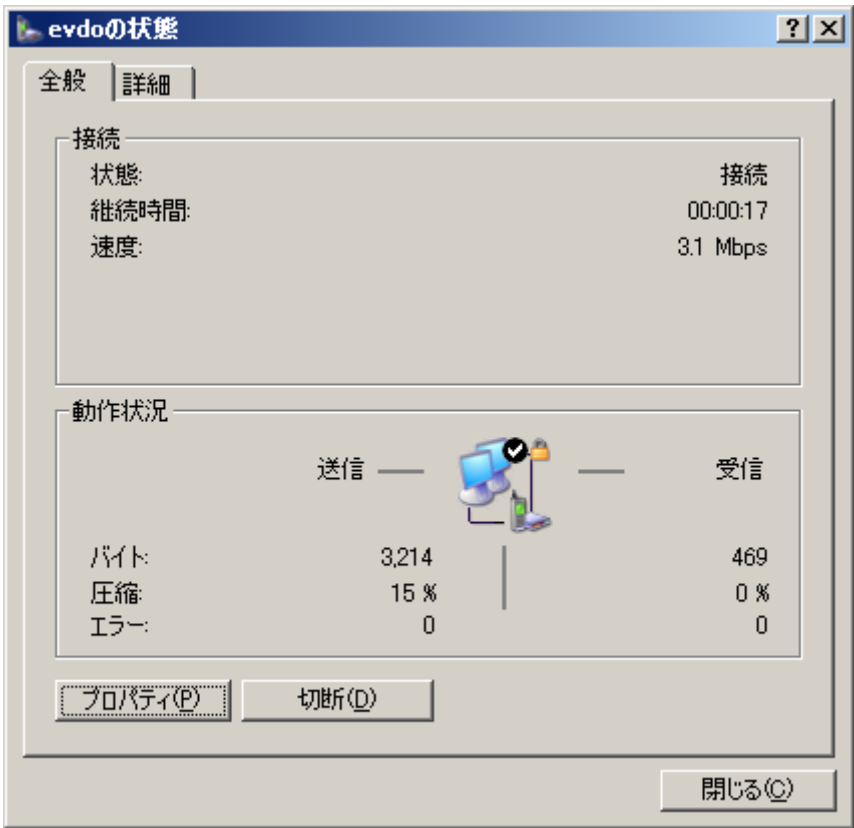 evdoの状態
全般 詳細
接続
状態: 接続
継続時間: 00:00:17
速度: 3.1 Mbps
動作状況
送信 受信
バイト: 3,214 469
圧縮: 15 % 0 %
エラー: 0 0
プロパティ(P) 切断(D)
閉じる(C)